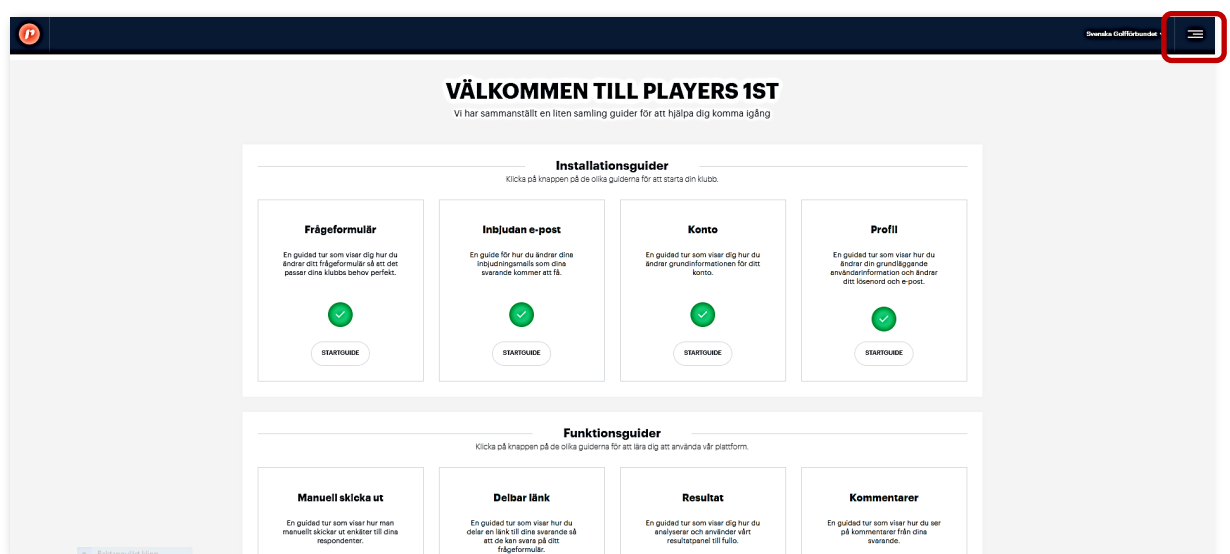 Svenska Golfförbundet
VÄLKOMMEN TILL PLAYERS 1ST
Vi har sammanställt en liten samling guider för att hjälpa dig komma igång
Installationsguider
Klicka på knappen på de olika guiderna för att starta din klubb.
Frågeformulär
En guidad tur som visar dig hur du
ändrar ditt frågeformulär så att det
passar dina klubbs behov perfekt.
STARTGUIDE
Inbjudan e-post
En guide för hur du ändrar dina
inbjudningsmails som dina
svarande kommer att få.
STARTGUIDE
Konto
En guidad tur som visar dig hur du
ändrar grundinformationen för ditt
konto.
STARTGUIDE
Profil
En guidad tur som visar hur du
ändrar din grundläggande
användarinformation och ändrar
ditt lösenord och e-post.
STARTGUIDE
Funktionsguider
Klicka på knappen på de olika guiderna för att lära dig att använda vår plattform.
Manuell skicka ut
En guidad tur som visar hur man
manuellt skickar ut enkäter till dina
respondenter.
Delbar länk
En guidad tur som visar hur du
delar en länk till dina svarande så
att de kan svara på ditt
frågeformulär.
Resultat
En guidad tur som visar dig hur du
analyserar och använder vårt
resultatpanel till fullo.
Kommentarer
En guidad tur som visar hur du ser
på kommentarer från dina
svarande.